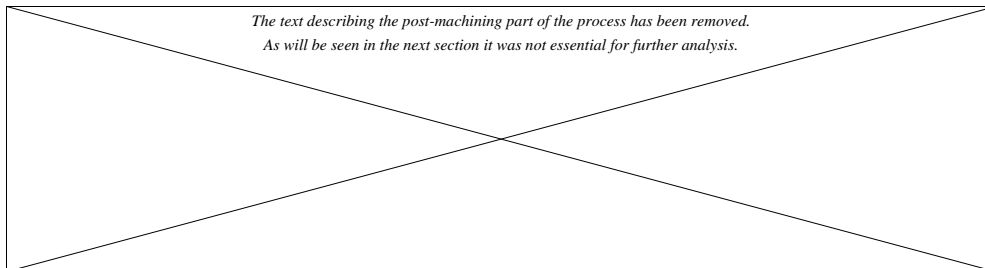 The text describing the post-machining part of the process has been removed.
As will be seen in the next section it was not essential for further analysis.